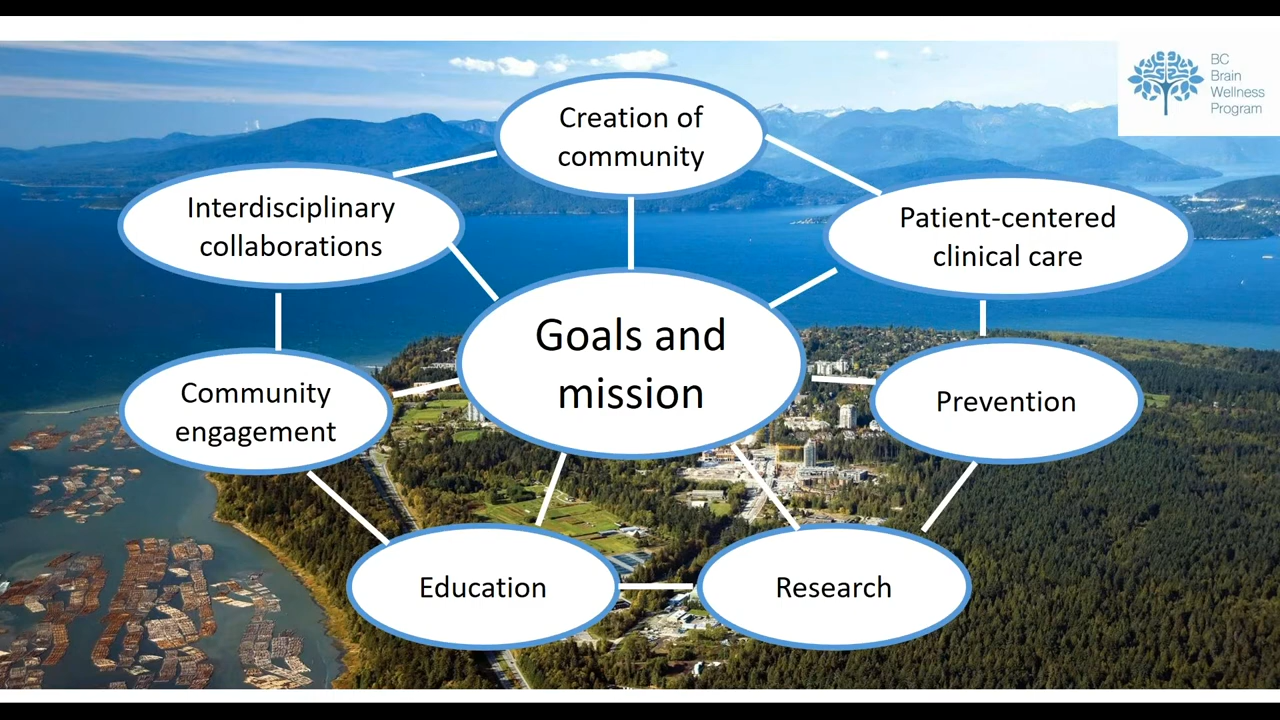 BC
Brain
Wellness
Program
Creation of
community
Interdisciplinary
collaborations
Patient-centered
clinical care
Goals and
mission
Community
engagement
Prevention
Education
Research